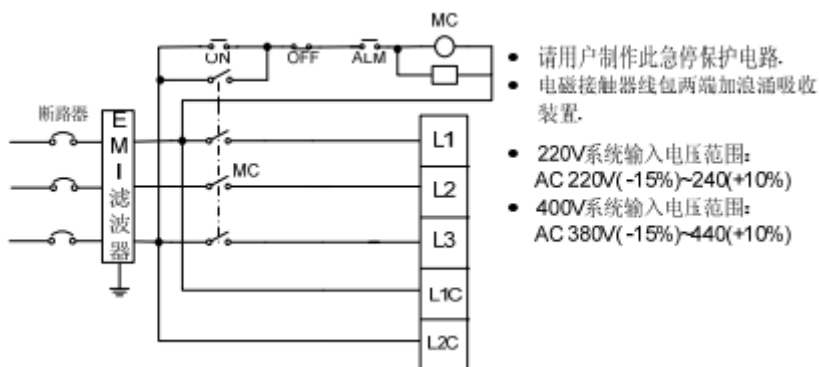 MC
ON
OFF
ALM
断路器
EMI滤波器
MC
L1
L2
L3
L1C
L2C
• 请用户制作此急停保护电路.
• 电磁接触器线包两端加浪涌吸收
装置.
• 220V系统输入电压范围:
AC 220V( -15%)~240(+10%)
• 400V系统输入电压范围:
AC 380V( -15%)~440(+10%)